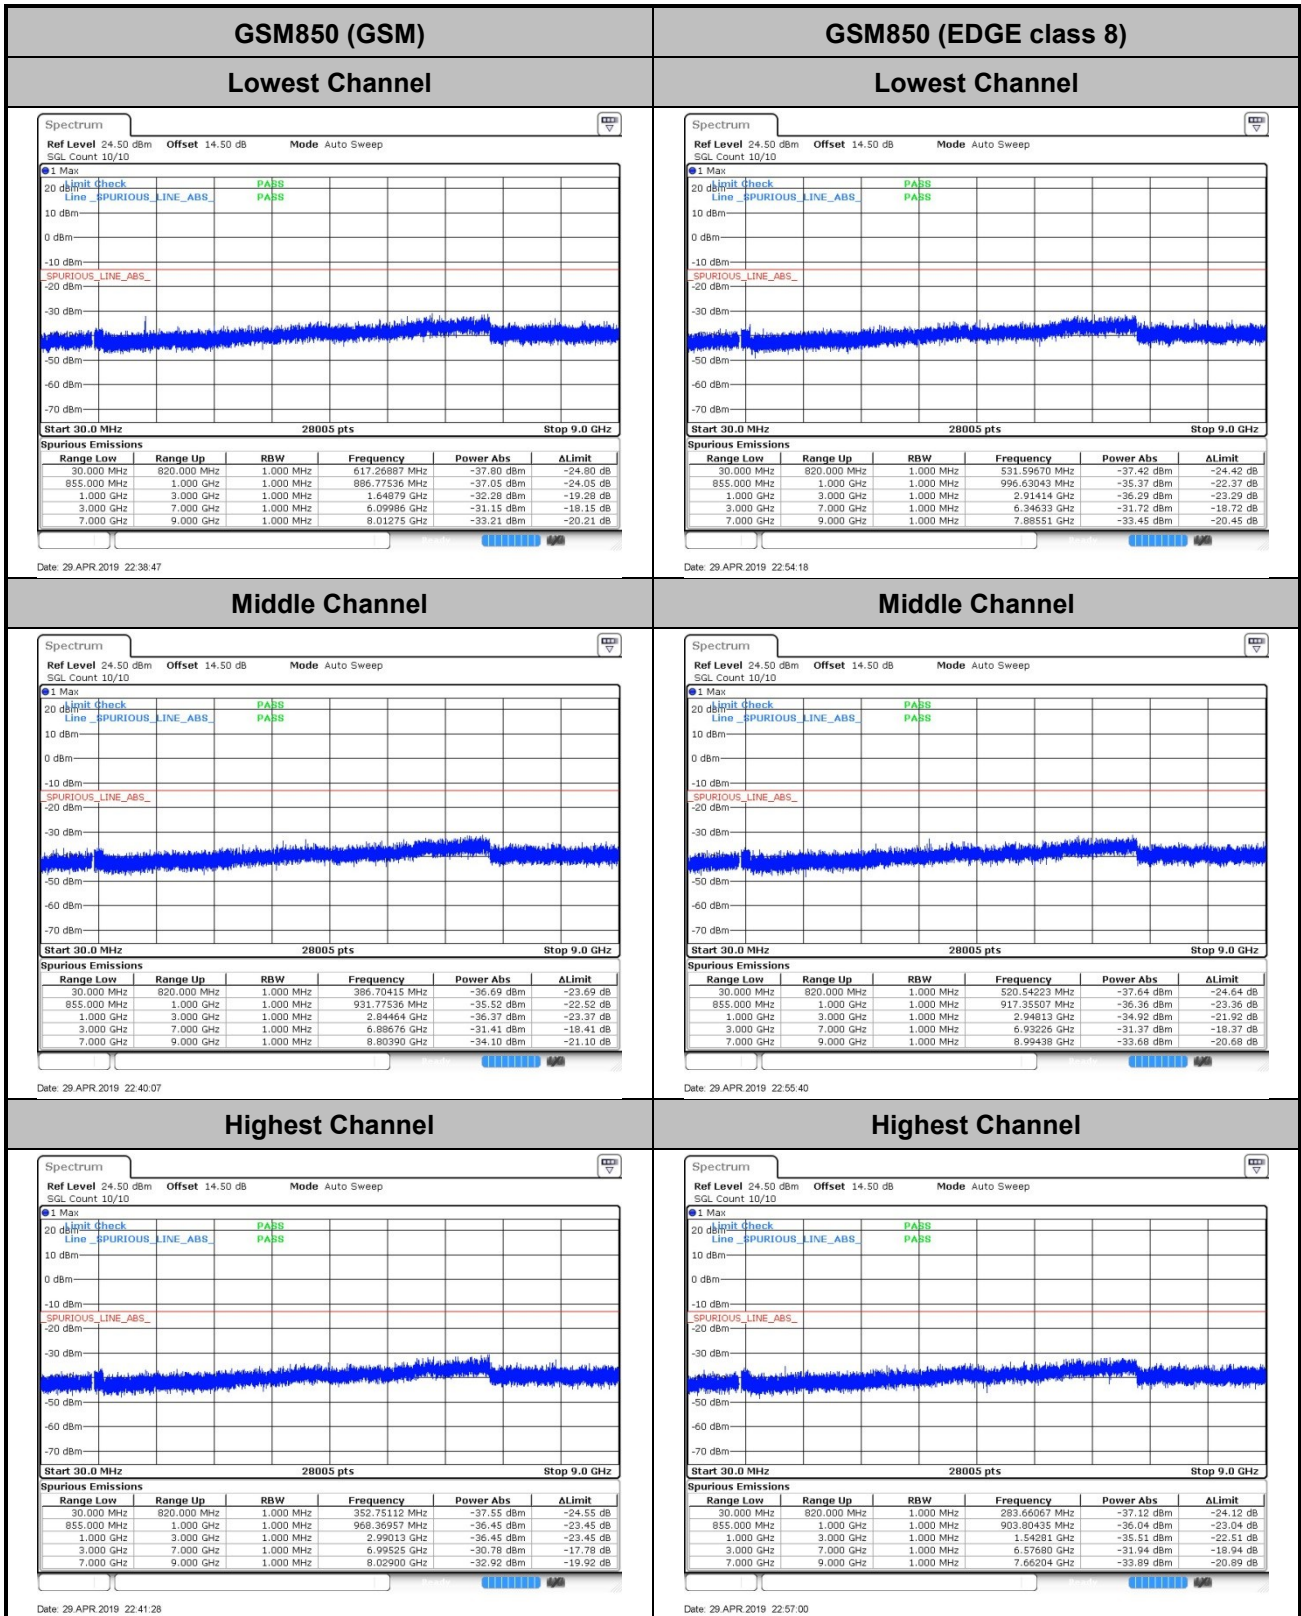 GSM850 (GSM)
GSM850 (EDGE class 8)
Lowest Channel
Lowest Channel
Spectrum
Ref Level 24.50 dBm Offset 14.50 dB Mode Auto Sweep
SGL Count 10/10
1 Max
Limit Check PASS
20 dBm
Line _SPURIOUS_LINE_ABS_ PASS
10 dBm
0 dBm
-10 dBm
_SPURIOUS_LINE_ABS_
-20 dBm
-30 dBm
-50 dBm
-60 dBm
-70 dBm
Start 30.0 MHz 28005 pts Stop 9.0 GHz
Spurious Emissions
Range Low Range Up RBW Frequency Power Abs ΔLimit
30.000 MHz 820.000 MHz 1.000 MHz 617.26887 MHz -37.80 dBm -24.80 dB
855.000 MHz 1.000 GHz 1.000 MHz 886.77536 MHz -37.05 dBm -24.05 dB
1.000 GHz 3.000 GHz 1.000 MHz 1.64879 GHz -32.28 dBm -19.28 dB
3.000 GHz 7.000 GHz 1.000 MHz 6.09986 GHz -31.15 dBm -18.15 dB
7.000 GHz 9.000 GHz 1.000 MHz 8.01275 GHz -33.21 dBm -20.21 dB
Date: 29.APR.2019 22:38:47
Spectrum
Ref Level 24.50 dBm Offset 14.50 dB Mode Auto Sweep
SGL Count 10/10
1 Max
Limit Check PASS
20 dBm
Line _SPURIOUS_LINE_ABS_ PASS
10 dBm
0 dBm
-10 dBm
_SPURIOUS_LINE_ABS_
-20 dBm
-30 dBm
-50 dBm
-60 dBm
-70 dBm
Start 30.0 MHz 28005 pts Stop 9.0 GHz
Spurious Emissions
Range Low Range Up RBW Frequency Power Abs ΔLimit
30.000 MHz 820.000 MHz 1.000 MHz 531.59670 MHz -37.42 dBm -24.42 dB
855.000 MHz 1.000 GHz 1.000 MHz 996.63043 MHz -35.37 dBm -22.37 dB
1.000 GHz 3.000 GHz 1.000 MHz 2.91414 GHz -36.29 dBm -23.29 dB
3.000 GHz 7.000 GHz 1.000 MHz 6.34633 GHz -31.72 dBm -18.72 dB
7.000 GHz 9.000 GHz 1.000 MHz 7.88551 GHz -33.45 dBm -20.45 dB
Date: 29.APR.2019 22:54:18
Middle Channel
Middle Channel
Spectrum
Ref Level 24.50 dBm Offset 14.50 dB Mode Auto Sweep
SGL Count 10/10
1 Max
Limit Check PASS
20 dBm
Line _SPURIOUS_LINE_ABS_ PASS
10 dBm
0 dBm
-10 dBm
_SPURIOUS_LINE_ABS_
-20 dBm
-30 dBm
-50 dBm
-60 dBm
-70 dBm
Start 30.0 MHz 28005 pts Stop 9.0 GHz
Spurious Emissions
Range Low Range Up RBW Frequency Power Abs ΔLimit
30.000 MHz 820.000 MHz 1.000 MHz 386.70415 MHz -36.69 dBm -23.69 dB
855.000 MHz 1.000 GHz 1.000 MHz 931.77536 MHz -35.52 dBm -22.52 dB
1.000 GHz 3.000 GHz 1.000 MHz 2.84464 GHz -36.37 dBm -23.37 dB
3.000 GHz 7.000 GHz 1.000 MHz 6.88676 GHz -31.41 dBm -18.41 dB
7.000 GHz 9.000 GHz 1.000 MHz 8.80390 GHz -34.10 dBm -21.10 dB
Date: 29.APR.2019 22:40:07
Spectrum
Ref Level 24.50 dBm Offset 14.50 dB Mode Auto Sweep
SGL Count 10/10
1 Max
Limit Check PASS
20 dBm
Line _SPURIOUS_LINE_ABS_ PASS
10 dBm
0 dBm
-10 dBm
_SPURIOUS_LINE_ABS_
-20 dBm
-30 dBm
-50 dBm
-60 dBm
-70 dBm
Start 30.0 MHz 28005 pts Stop 9.0 GHz
Spurious Emissions
Range Low Range Up RBW Frequency Power Abs ΔLimit
30.000 MHz 820.000 MHz 1.000 MHz 520.54223 MHz -37.64 dBm -24.64 dB
855.000 MHz 1.000 GHz 1.000 MHz 917.35507 MHz -36.36 dBm -23.36 dB
1.000 GHz 3.000 GHz 1.000 MHz 2.94813 GHz -34.92 dBm -21.92 dB
3.000 GHz 7.000 GHz 1.000 MHz 6.93226 GHz -31.37 dBm -18.37 dB
7.000 GHz 9.000 GHz 1.000 MHz 8.99438 GHz -33.68 dBm -20.68 dB
Date: 29.APR.2019 22:55:40
Highest Channel
Highest Channel
Spectrum
Ref Level 24.50 dBm Offset 14.50 dB Mode Auto Sweep
SGL Count 10/10
1 Max
Limit Check PASS
20 dBm
Line _SPURIOUS_LINE_ABS_ PASS
10 dBm
0 dBm
-10 dBm
_SPURIOUS_LINE_ABS_
-20 dBm
-30 dBm
-50 dBm
-60 dBm
-70 dBm
Start 30.0 MHz 28005 pts Stop 9.0 GHz
Spurious Emissions
Range Low Range Up RBW Frequency Power Abs ΔLimit
30.000 MHz 820.000 MHz 1.000 MHz 352.75112 MHz -37.55 dBm -24.55 dB
855.000 MHz 1.000 GHz 1.000 MHz 968.36957 MHz -36.45 dBm -23.45 dB
1.000 GHz 3.000 GHz 1.000 MHz 2.99013 GHz -36.45 dBm -23.45 dB
3.000 GHz 7.000 GHz 1.000 MHz 6.99525 GHz -30.78 dBm -17.78 dB
7.000 GHz 9.000 GHz 1.000 MHz 8.02900 GHz -32.92 dBm -19.92 dB
Date: 29.APR.2019 22:41:28
Spectrum
Ref Level 24.50 dBm Offset 14.50 dB Mode Auto Sweep
SGL Count 10/10
1 Max
Limit Check PASS
20 dBm
Line _SPURIOUS_LINE_ABS_ PASS
10 dBm
0 dBm
-10 dBm
_SPURIOUS_LINE_ABS_
-20 dBm
-30 dBm
-50 dBm
-60 dBm
-70 dBm
Start 30.0 MHz 28005 pts Stop 9.0 GHz
Spurious Emissions
Range Low Range Up RBW Frequency Power Abs ΔLimit
30.000 MHz 820.000 MHz 1.000 MHz 283.66067 MHz -37.12 dBm -24.12 dB
855.000 MHz 1.000 GHz 1.000 MHz 903.80435 MHz -36.04 dBm -23.04 dB
1.000 GHz 3.000 GHz 1.000 MHz 1.54281 GHz -35.51 dBm -22.51 dB
3.000 GHz 7.000 GHz 1.000 MHz 6.57680 GHz -31.94 dBm -18.94 dB
7.000 GHz 9.000 GHz 1.000 MHz 7.66204 GHz -33.89 dBm -20.89 dB
Date: 29.APR.2019 22:57:00